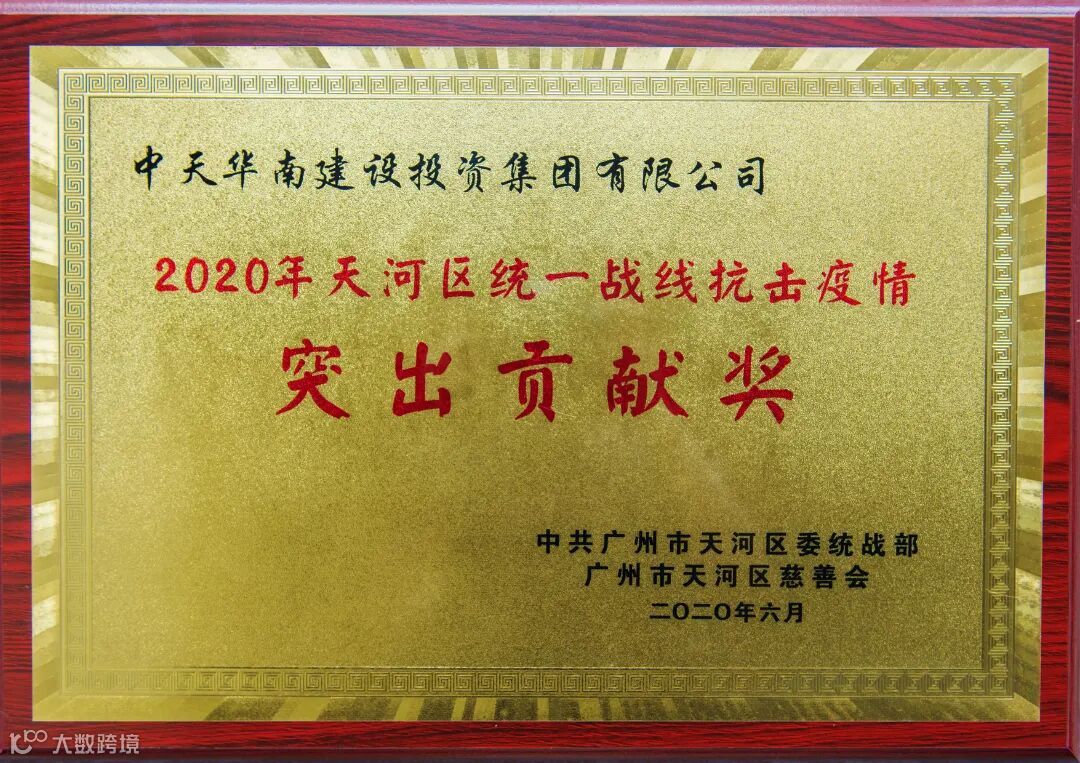 中天华南建设投资集团有限公司
2020年天河区统一战线抗击疫情
突出贡献奖
中共广州市天河区委统战部
广州市天河区慈善会
二〇二〇年六月
大数跨境